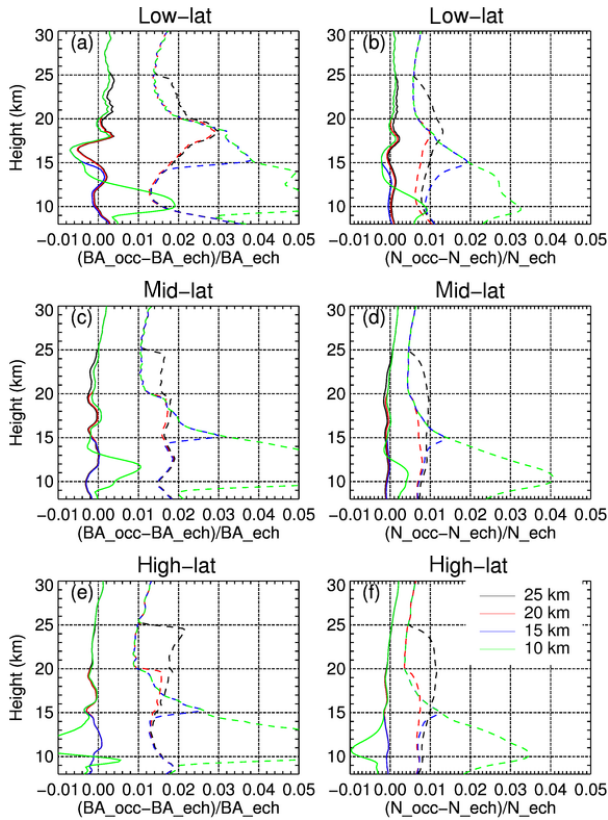 Low-lat Low-lat
30 (a) 30 (b)
25 25
20 20
15 15
10 10
Height (km) Height (km)
-0.01 0.00 0.01 0.02 0.03 0.04 0.05 -0.01 0.00 0.01 0.02 0.03 0.04 0.05
(BA_occ-BA_ech)/BA_ech (N_occ-N_ech)/N_ech
Mid-lat Mid-lat
30 (c) 30 (d)
25 25
20 20
15 15
10 10
Height (km) Height (km)
-0.01 0.00 0.01 0.02 0.03 0.04 0.05 -0.01 0.00 0.01 0.02 0.03 0.04 0.05
(BA_occ-BA_ech)/BA_ech (N_occ-N_ech)/N_ech
High-lat High-lat
30 (e) 30 (f)
25 km
20 km
15 km
10 km
25 25
20 20
15 15
10 10
Height (km) Height (km)
-0.01 0.00 0.01 0.02 0.03 0.04 0.05 -0.01 0.00 0.01 0.02 0.03 0.04 0.05
(BA_occ-BA_ech)/BA_ech (N_occ-N_ech)/N_ech